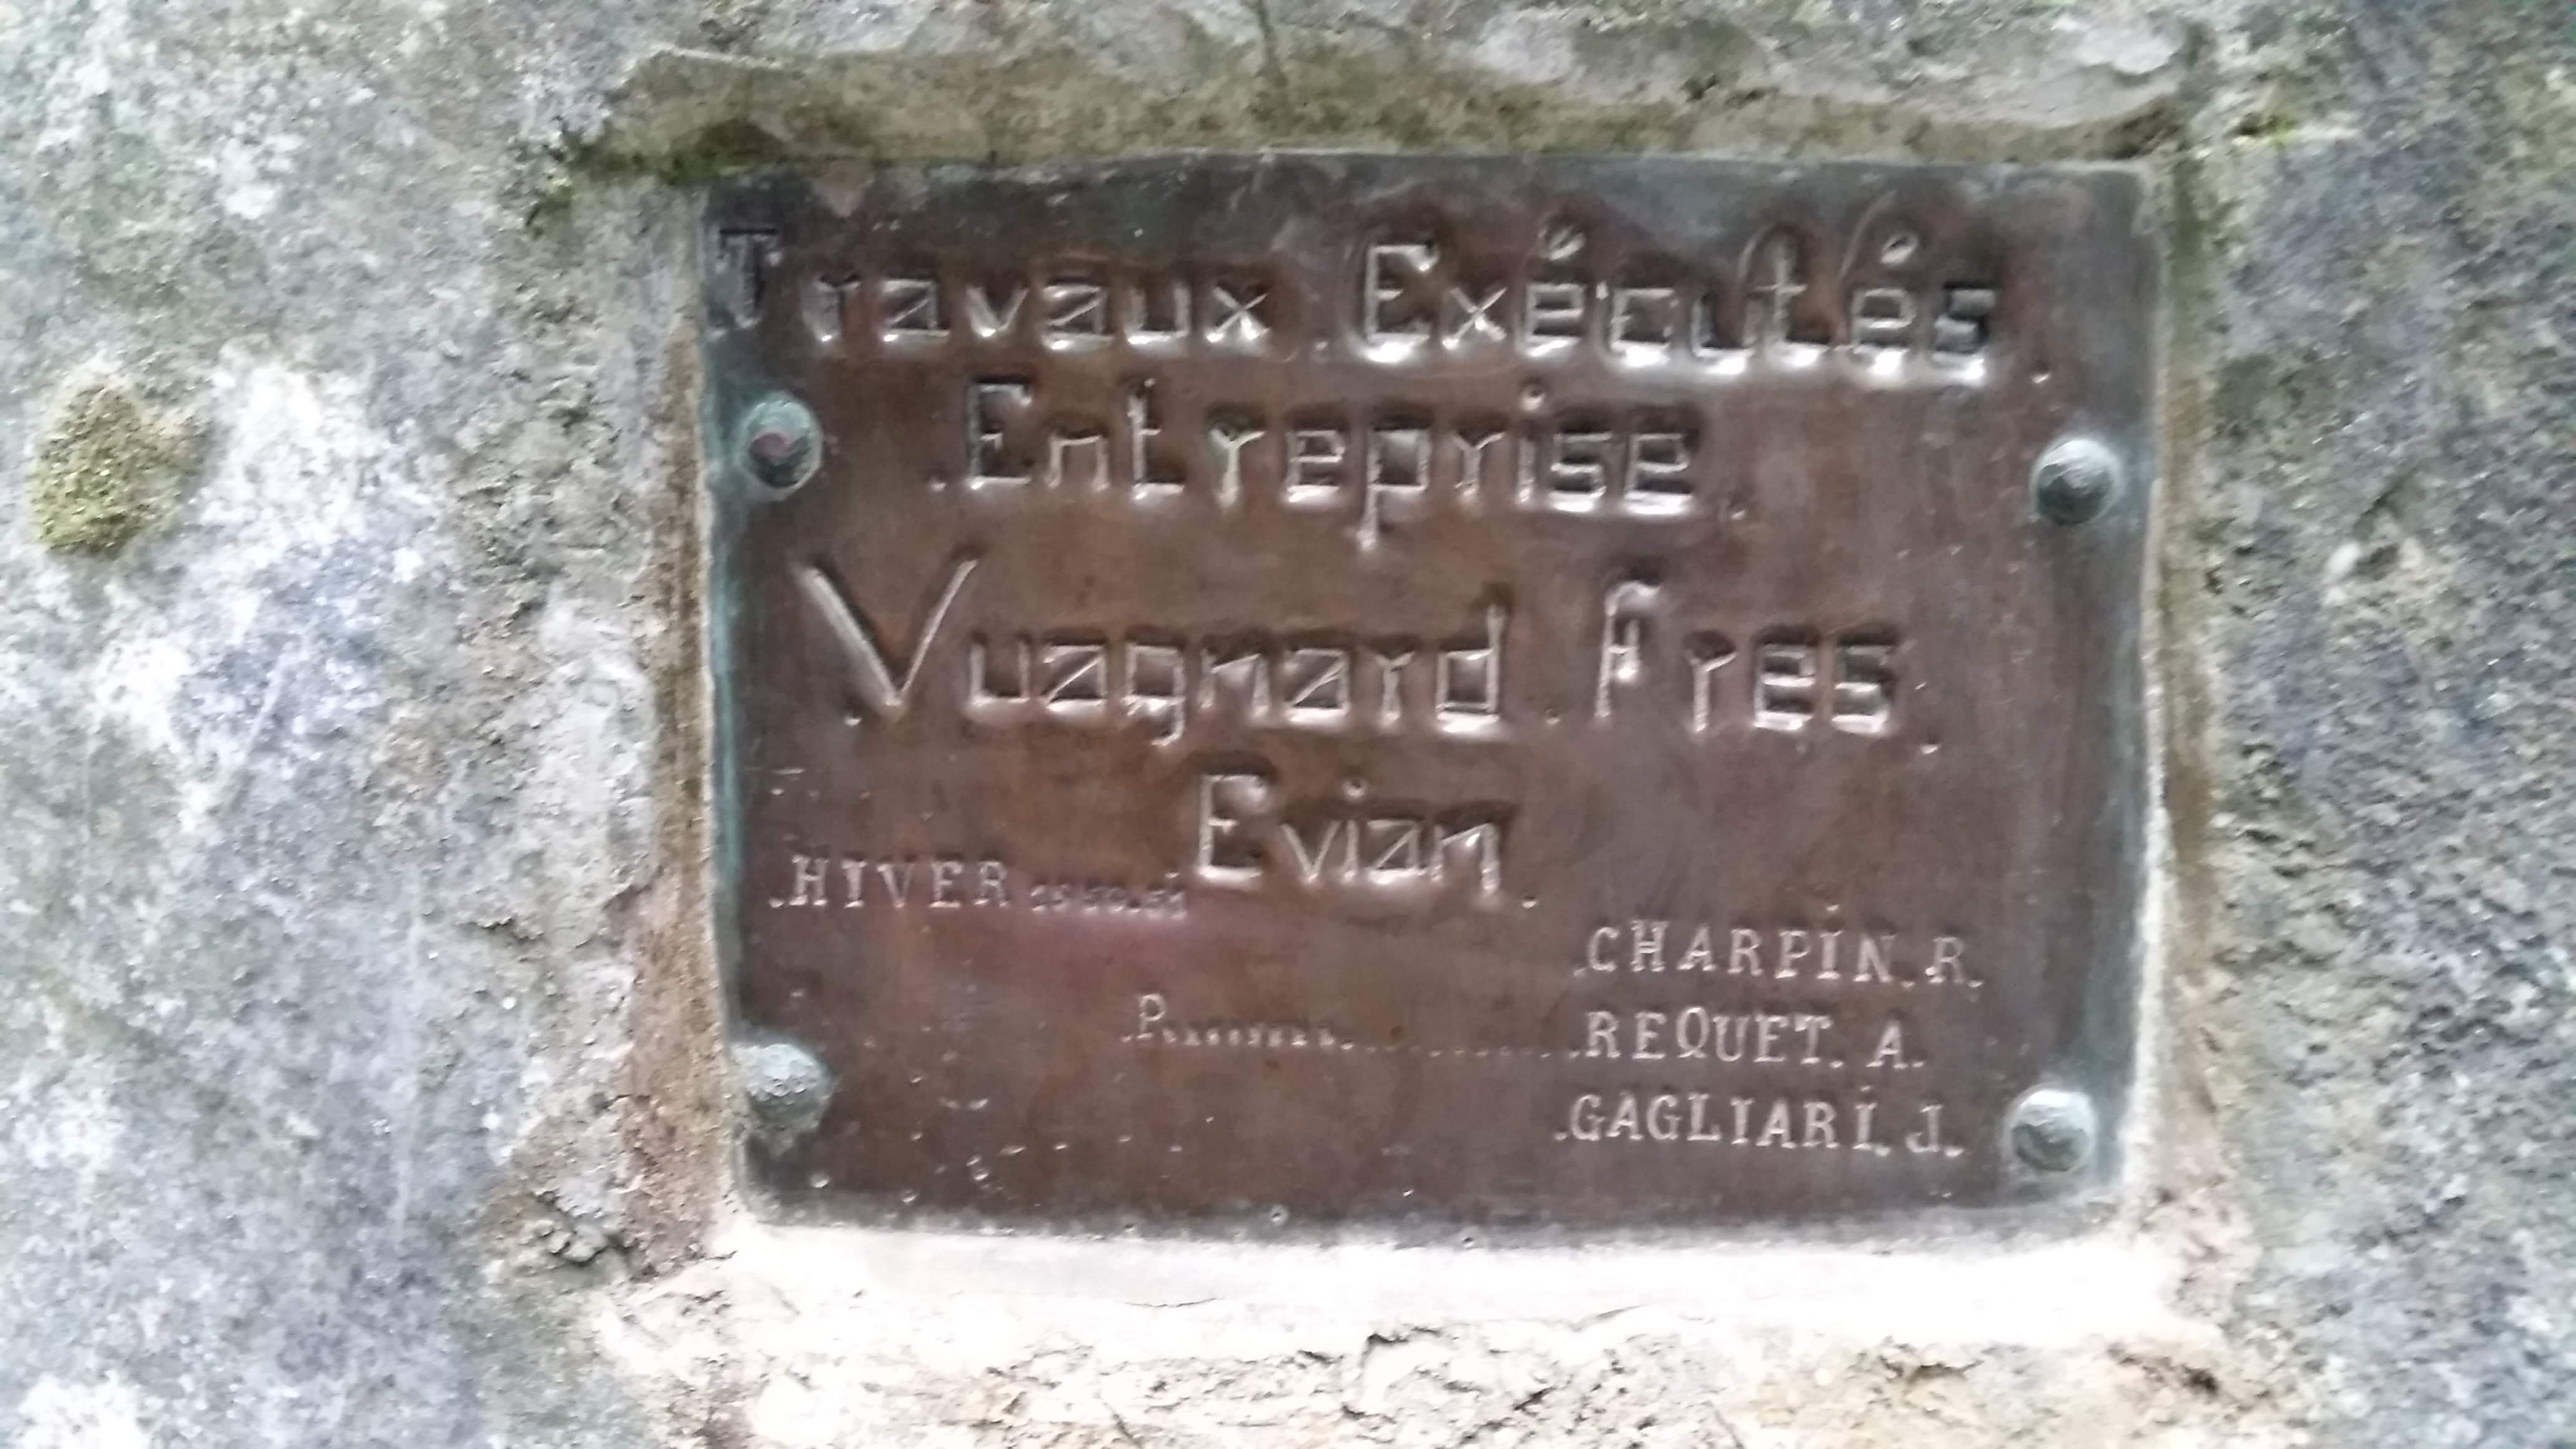 Travaux Exécutés.
.Entreprise.
.Vuagnard.Fres.
.Evian.
.HIVER
.CHARPIN.R.
.REQUET.A.
.GAGLIARI.J.